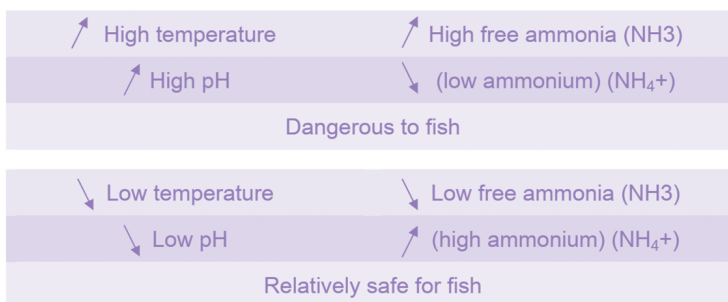 High temperature High free ammonia (NH3)
High pH (low ammonium) (NH₄+)
Dangerous to fish
Low temperature Low free ammonia (NH3)
Low pH (high ammonium) (NH₄+)
Relatively safe for fish